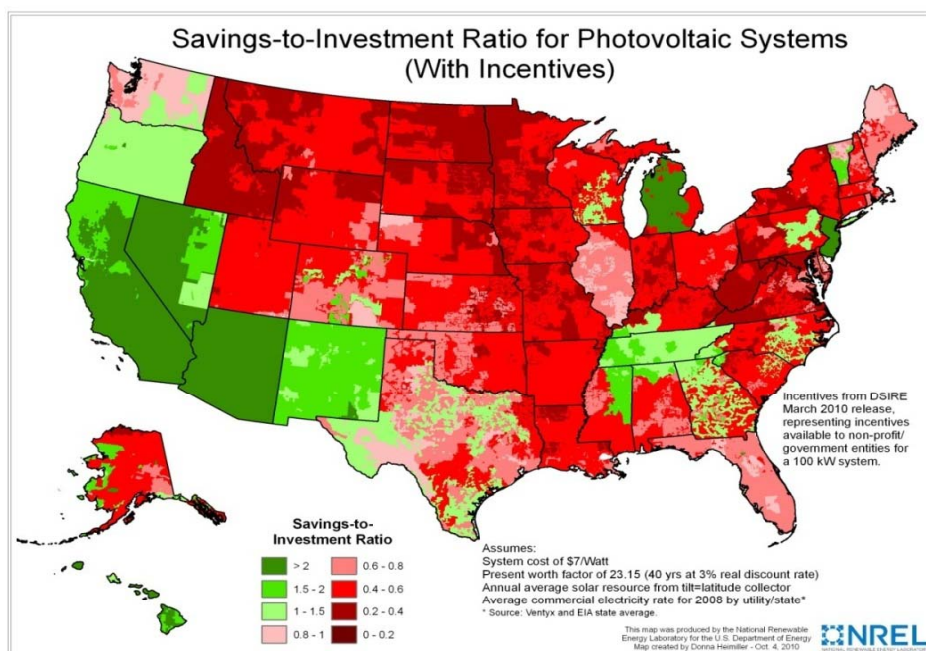 Savings-to-Investment Ratio for Photovoltaic Systems
(With Incentives)
Incentives from DSIRE
March 2010 release,
representing incentives
available to non-profit/
government entities for
a 100 kW system.
Savings-to-
Investment Ratio
> 2
1.5 - 2
1 - 1.5
0.8 - 1
0.6 - 0.8
0.4 - 0.6
0.2 - 0.4
0 - 0.2
Assumes:
System cost of $7/Watt
Present worth factor of 23.15 (40 yrs at 3% real discount rate)
Annual average solar resource from tilt=latitude collector
Average commercial electricity rate for 2008 by utility/state*
* Source: Ventyx and EIA state average.
This map was produced by the National Renewable
Energy Laboratory for the U.S. Department of Energy
Map created by Donna Heimiller - Oct. 4, 2010
NREL
NATIONAL RENEWABLE ENERGY LABORATORY